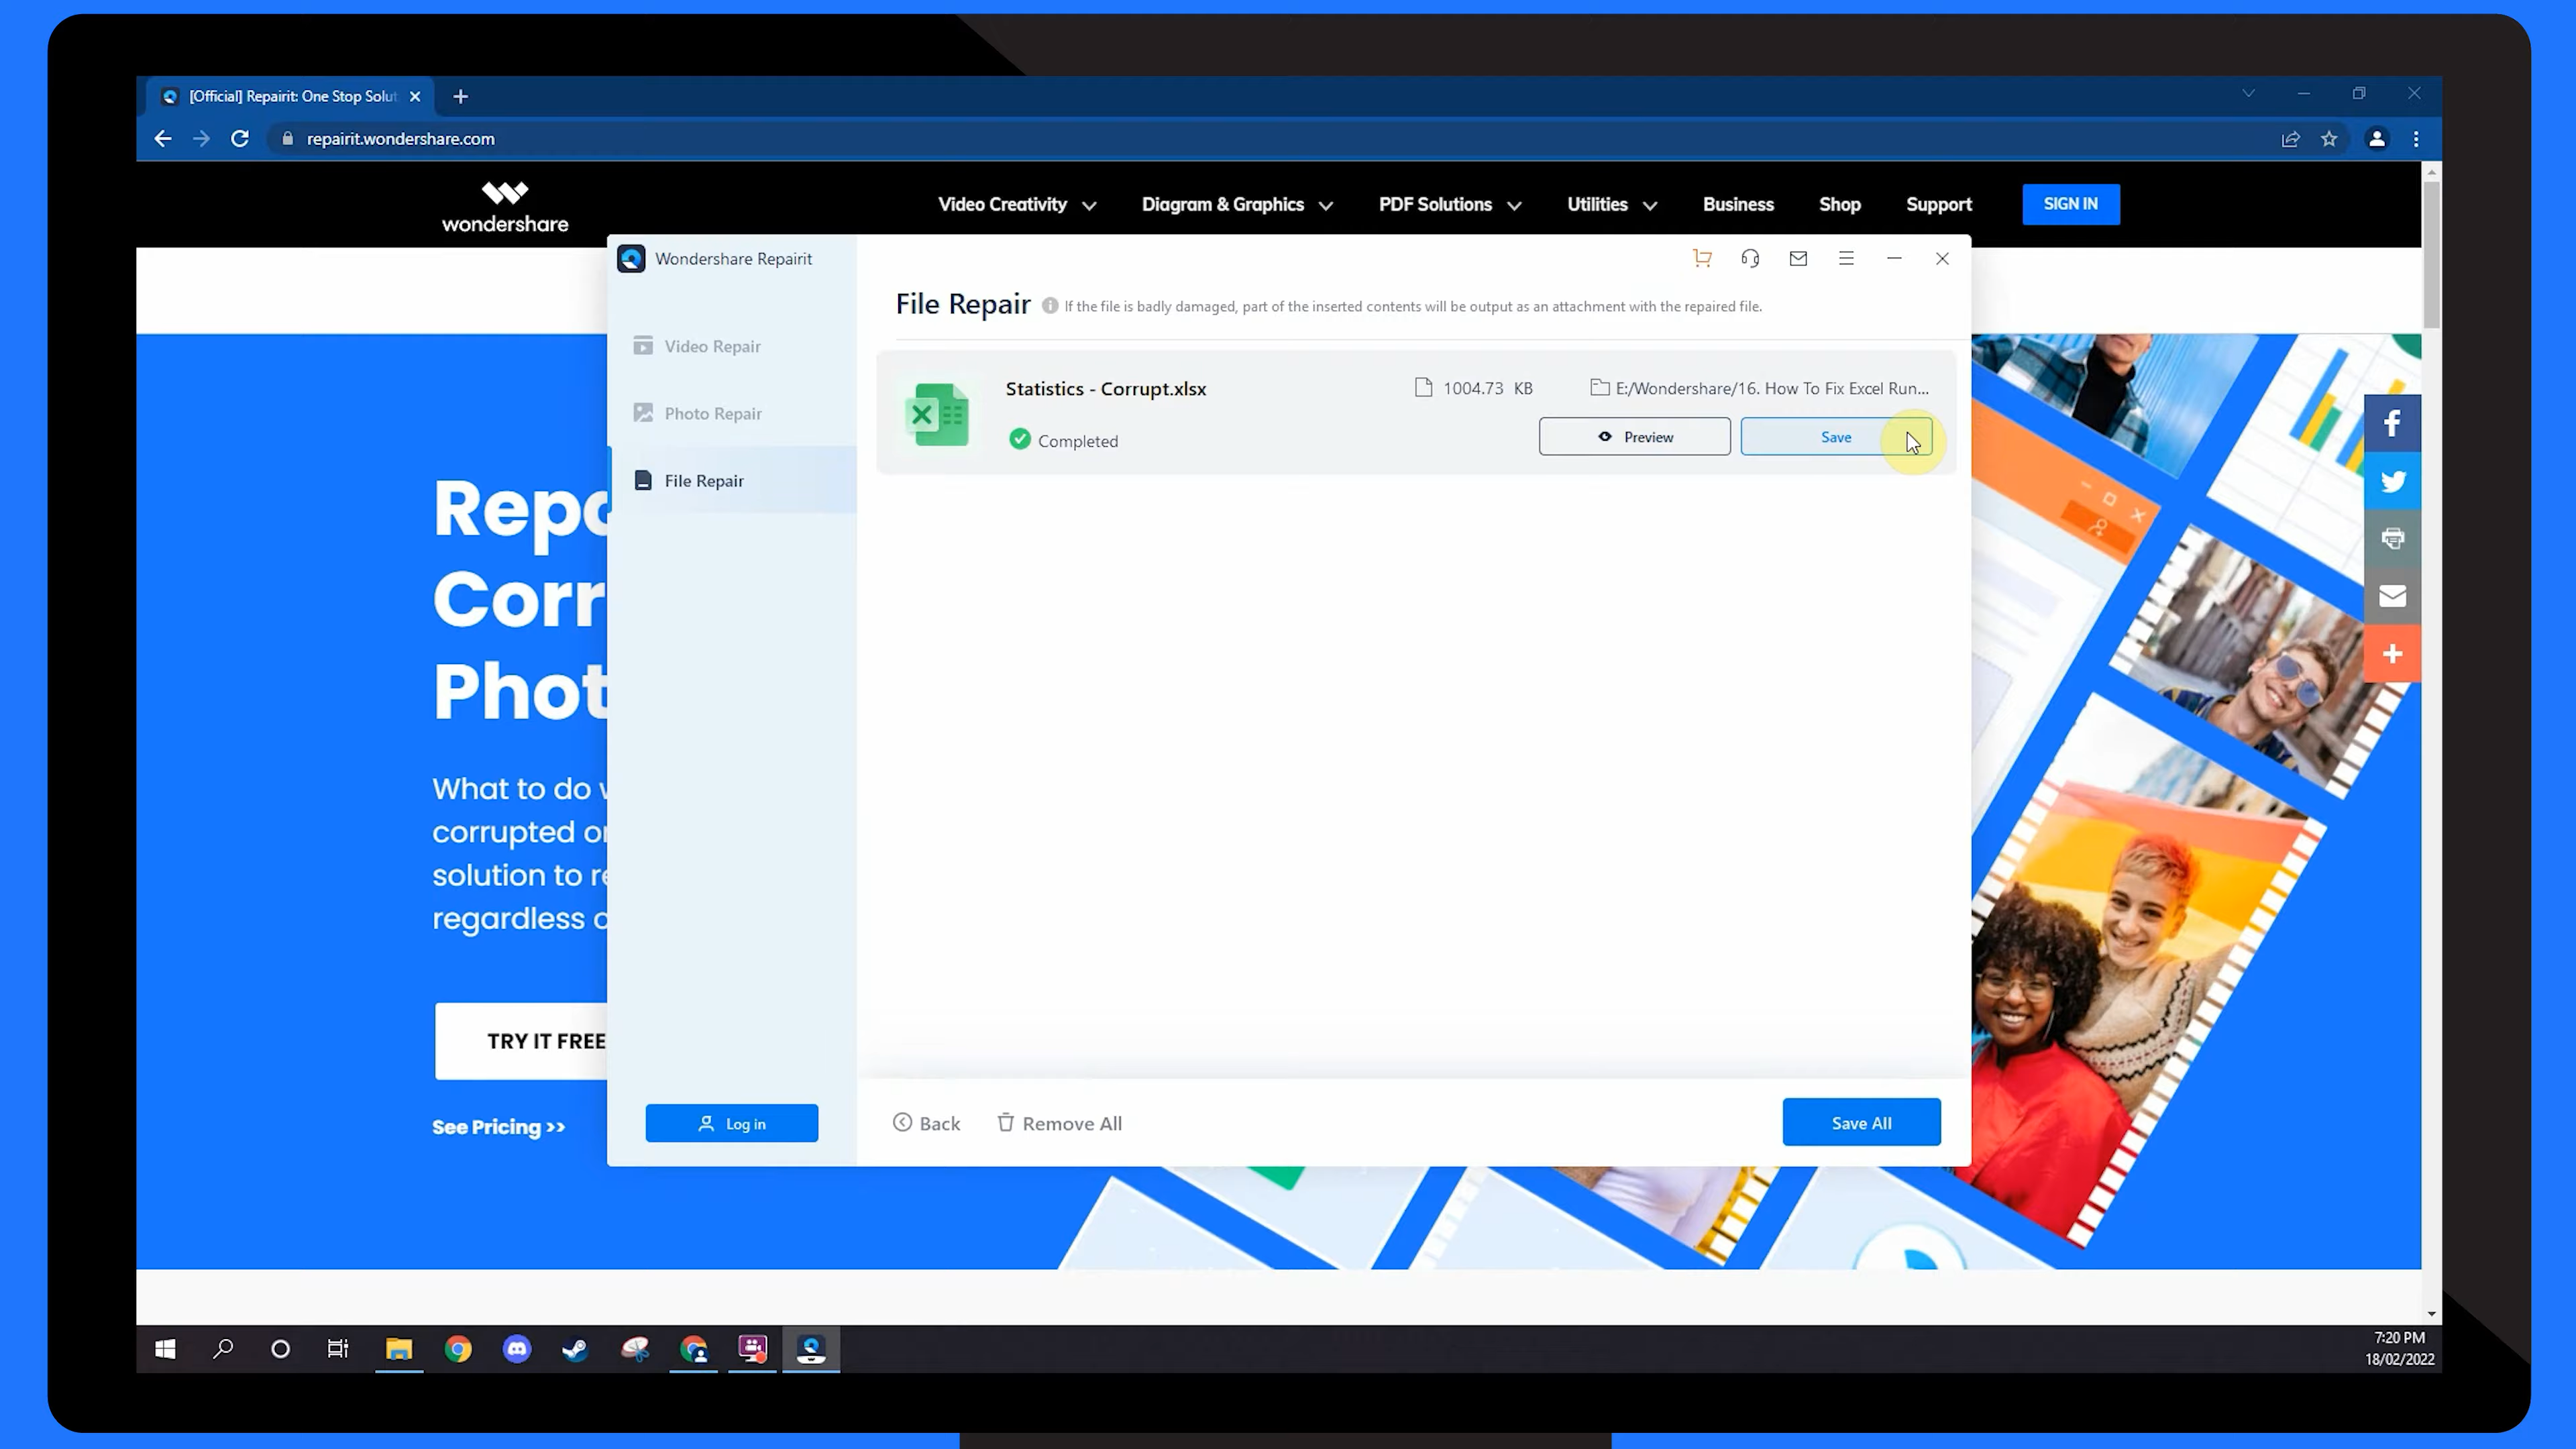 [Official] Repairit: One Stop Solut
repairit.wondershare.com
wondershare
Video Creativity
Diagram & Graphics
PDF Solutions
Utilities
Business
Shop
Support
SIGN IN
Wondershare Repairit
File Repair
If the file is badly damaged, part of the inserted contents will be output as an attachment with the repaired file.
Video Repair
Photo Repair
File Repair
Statistics - Corrupt.xlsx
1004.73 KB
E:/Wondershare/16. How To Fix Excel Run...
Completed
Preview
Save
Corr
Phot
What to do
corrupted
solution to
regardless
TRY IT FREE
See Pricing >>
Log in
Back
Remove All
Save All
7:20 PM
18/02/2022